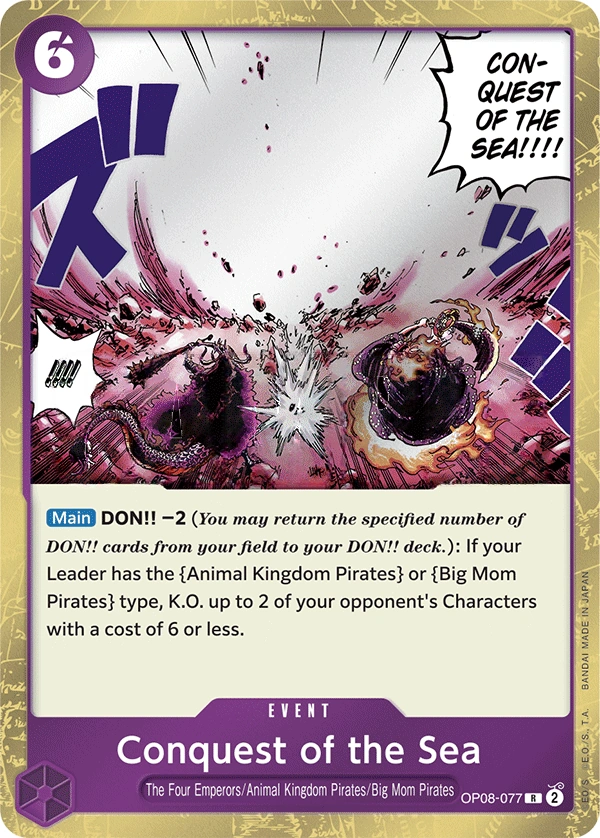 6
CON-
QUEST
OF THE
SEA!!!!
ズ
ドッ
!!!!
Main DON!! −2 (You may return the specified number of
DON!! cards from your field to your DON!! deck.): If your
Leader has the {Animal Kingdom Pirates} or {Big Mom
Pirates} type, K.O. up to 2 of your opponent's Characters
with a cost of 6 or less.
EVENT
Conquest of the Sea
The Four Emperors/Animal Kingdom Pirates/Big Mom Pirates
OP08-077 R 2
©E.O./S. ©E.O./S., T.A. BANDAI MADE IN JAPAN